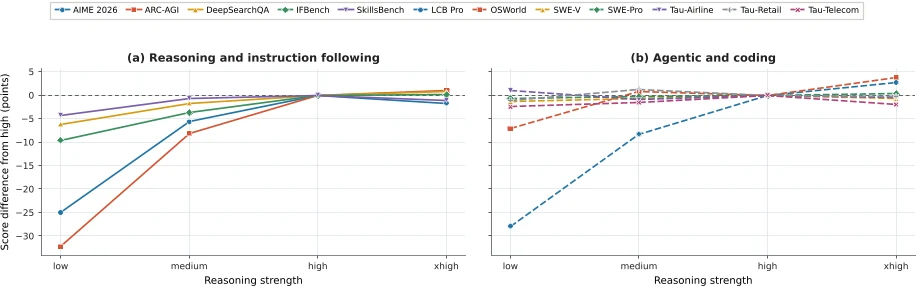 AIME 2026 ARC-AGI DeepSearchQA IFBench SkillsBench LCB Pro OSWorld SWE-V SWE-Pro Tau-Airline Tau-Retail Tau-Telecom
(a) Reasoning and instruction following
Score difference from high (points)
5
0
−5
−10
−15
−20
−25
−30
low medium high xhigh
Reasoning strength
(b) Agentic and coding
low medium high xhigh
Reasoning strength